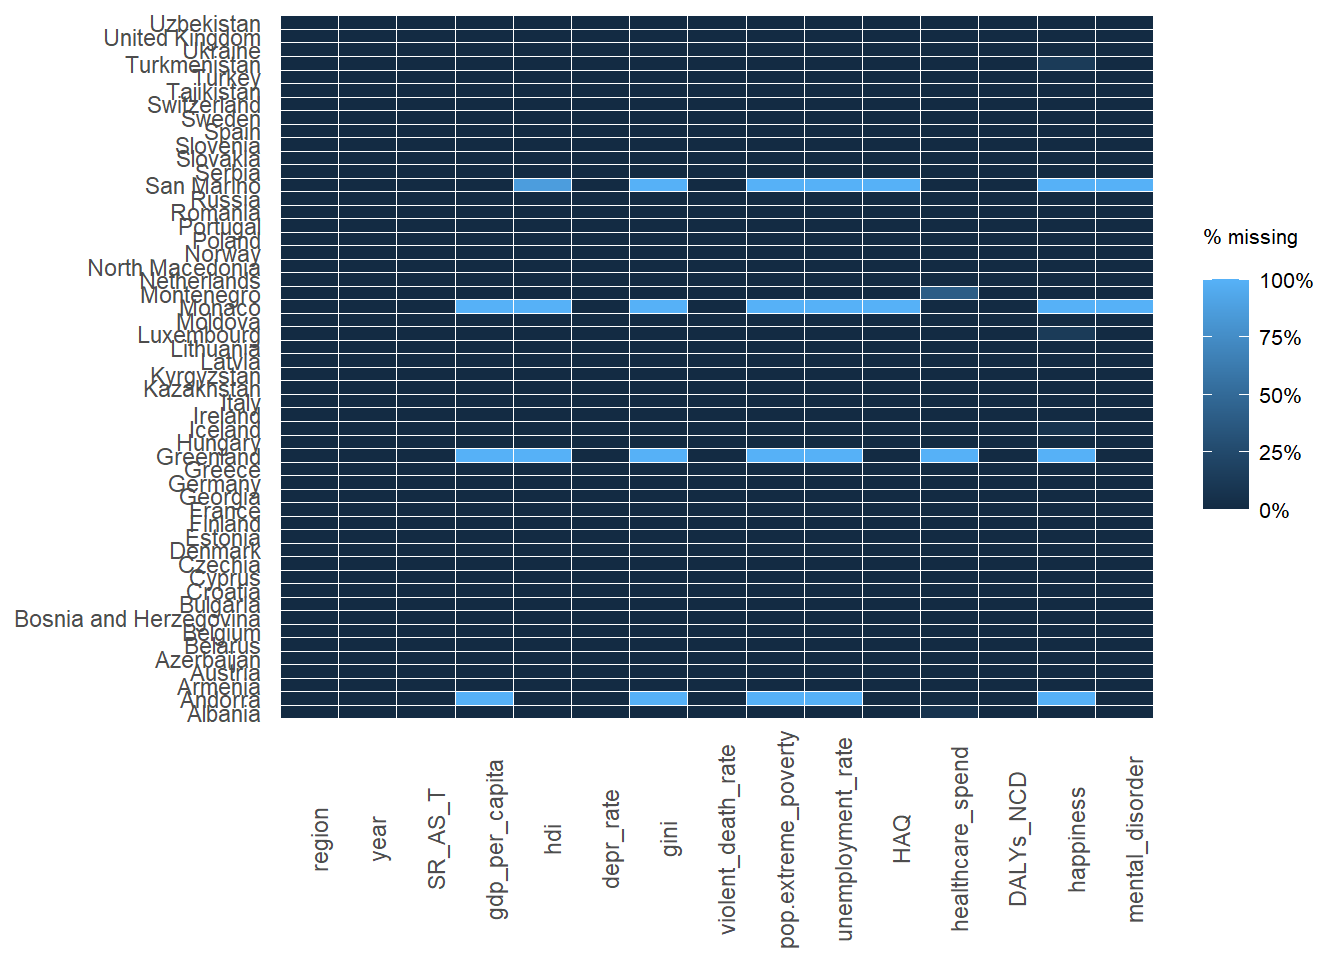 Uzbekistan
United Kingdom
Ukraine
Turkmenistan
Turkey
Tajikistan
Switzerland
Sweden
Spain
Slovenia
Slovakia
Serbia
San Marino
Russia
Romania
Portugal
Poland
Norway
North Macedonia
Netherlands
Montenegro
Monaco
Moldova
Luxembourg
Lithuania
Latvia
Kyrgyzstan
Kazakhstan
Italy
Ireland
Iceland
Hungary
Greenland
Greece
Germany
Georgia
France
Finland
Estonia
Denmark
Czechia
Cyprus
Croatia
Bulgaria
Bosnia and Herzegovina
Belgium
Belarus
Azerbaijan
Austria
Armenia
Andorra
Albania
region
year
SR_AS_T
gdp_per_capita
hdi
depr_rate
gini
violent_death_rate
pop.extreme_poverty
unemployment_rate
HAQ
healthcare_spend
DALYs_NCD
happiness
mental_disorder
% missing
100%
75%
50%
25%
0%